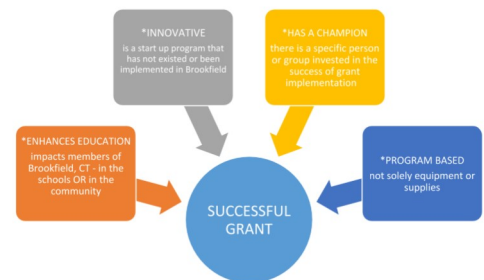 *INNOVATIVE
is a start up program that
has not existed or been
implemented in Brookfield
*HAS A CHAMPION
there is a specific person
or group invested in the
success of grant
implementation
*ENHANCES EDUCATION
impacts members of
Brookfield, CT - in the
schools OR in the
community
*PROGRAM BASED
not solely equipment or
supplies
SUCCESSFUL
GRANT